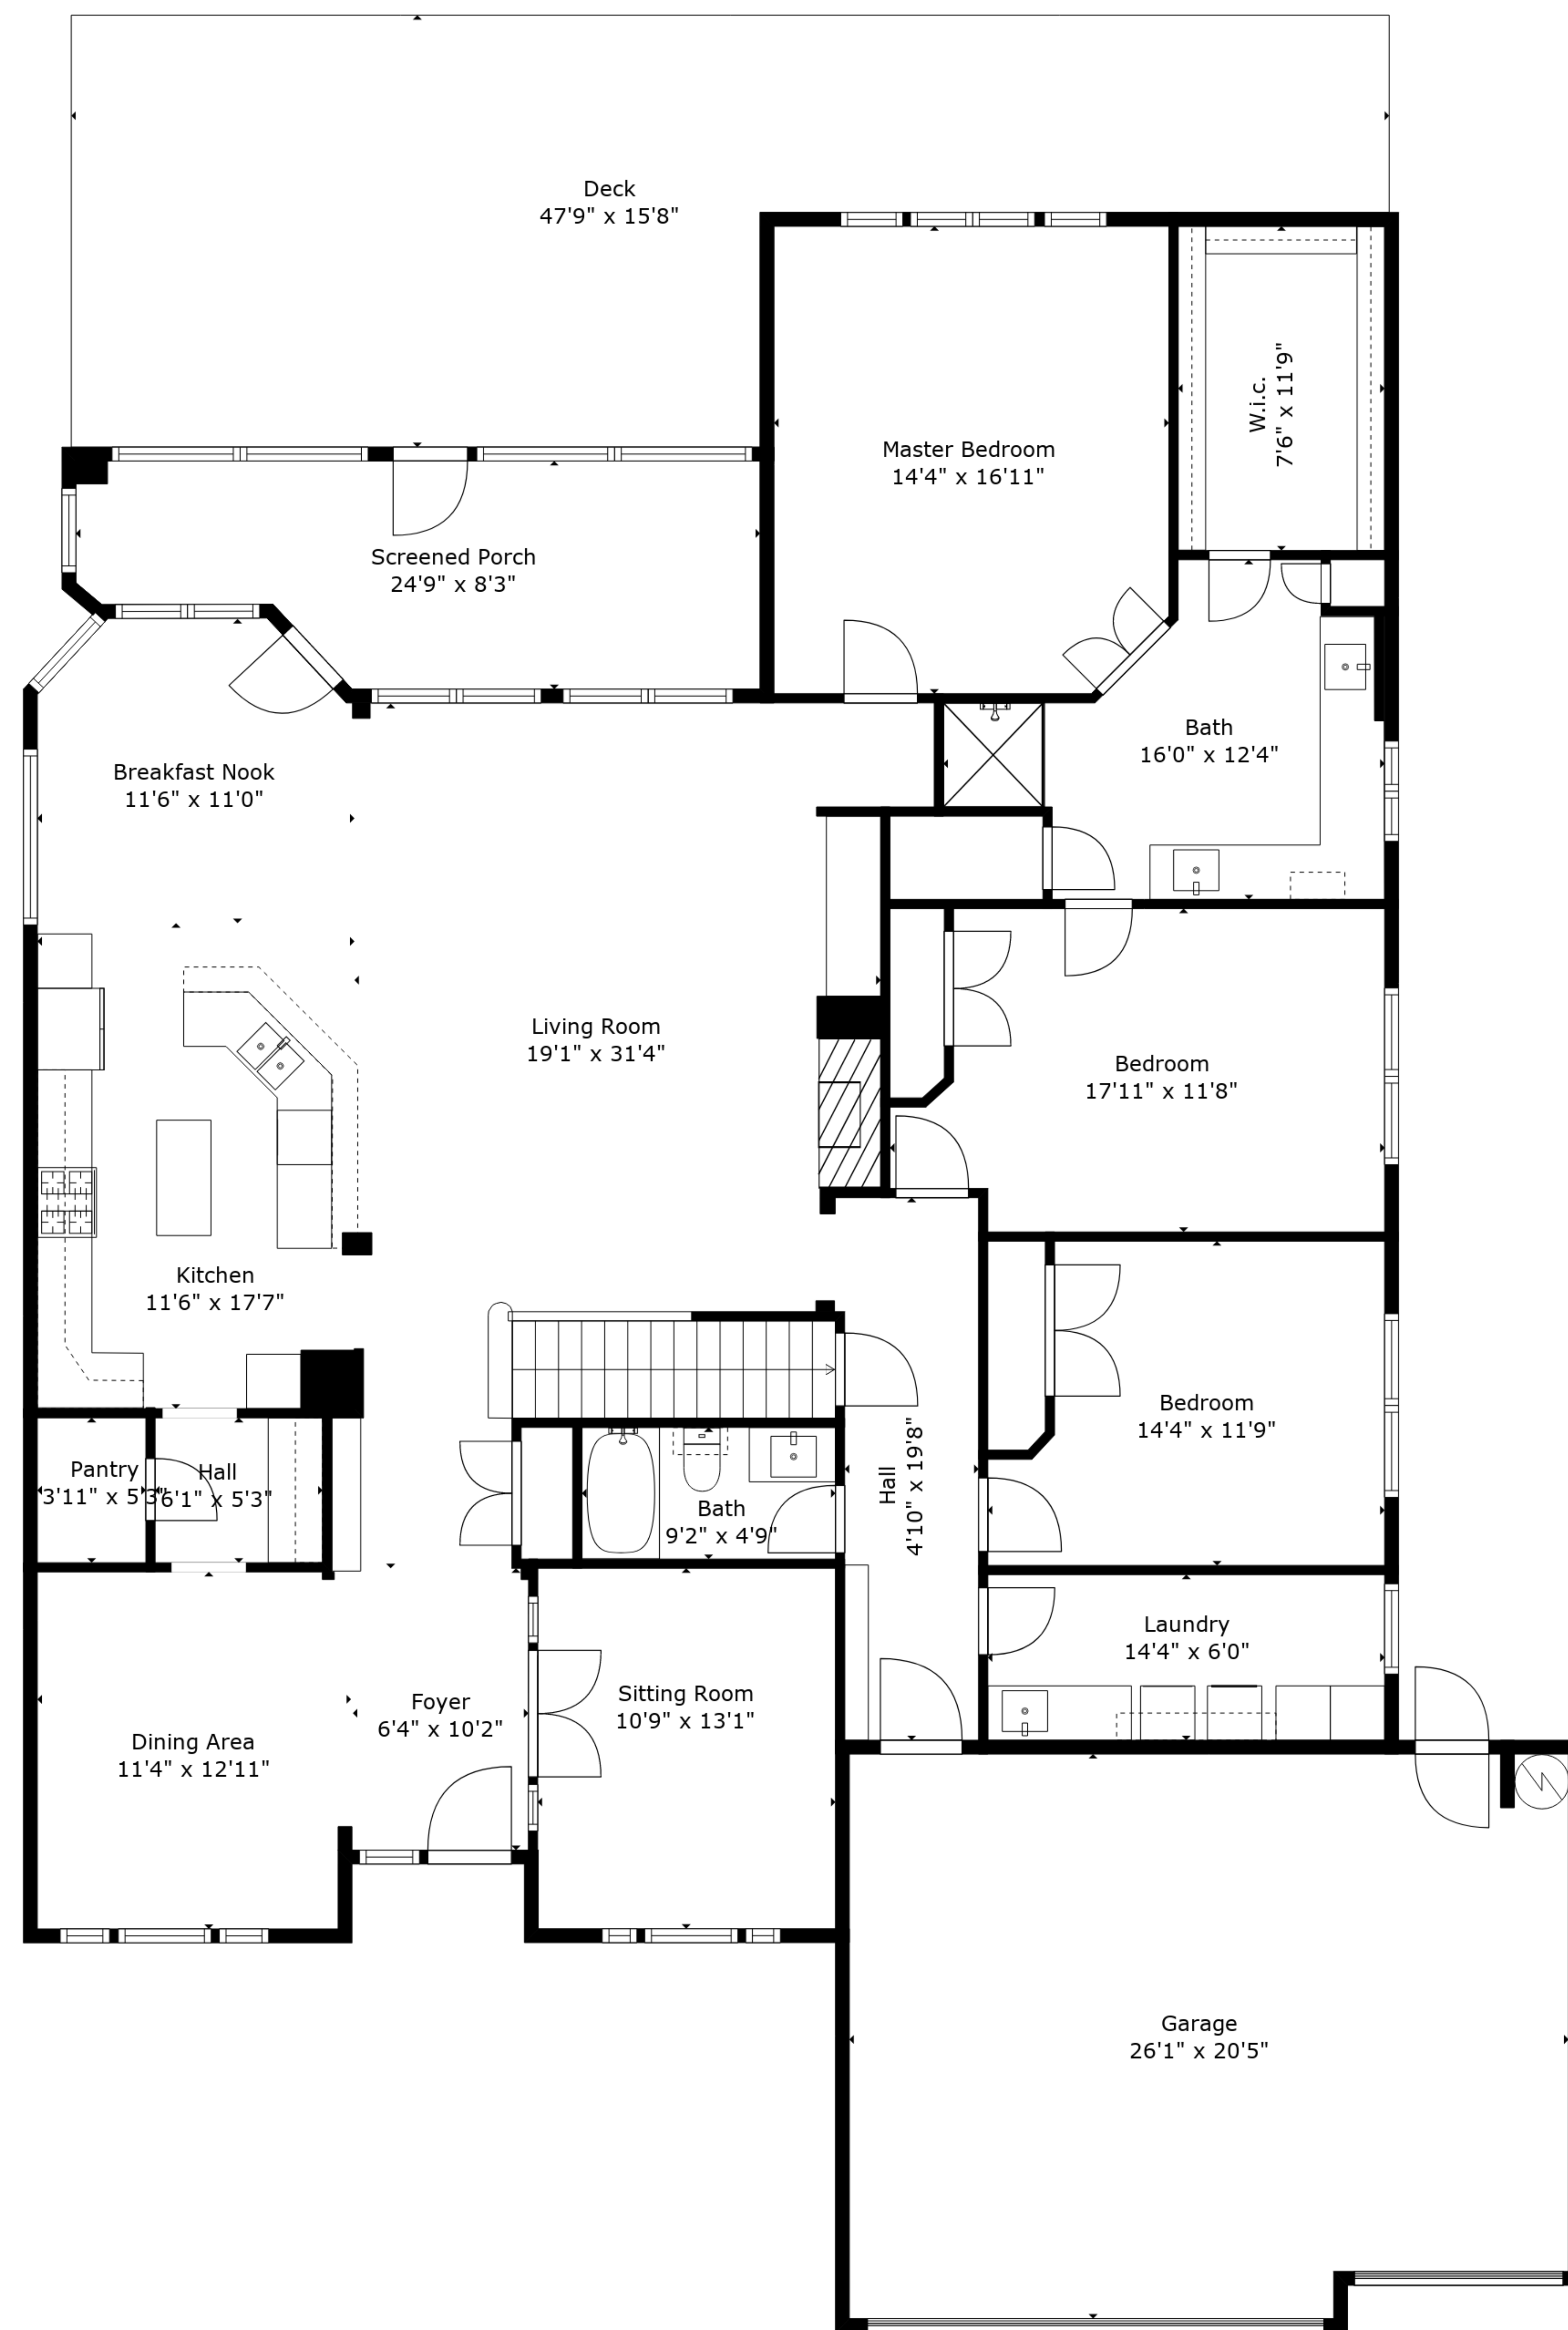 Deck
47'9" x 15'8"
W.i.c.
7'6" x 11'9"
Master Bedroom
14'4" x 16'11"
Screened Porch
24'9" x 8'3"
Bath
16'0" x 12'4"
Breakfast Nook
11'6" x 11'0"
Living Room
19'1" x 31'4"
Bedroom
17'11" x 11'8"
Kitchen
11'6" x 17'7"
Bedroom
14'4" x 11'9"
Pantry
3'11" x 5'3"
Hall
6'1" x 5'3"
Bath
9'2" x 4'9"
Hall
4'10" x 19'8"
Laundry
14'4" x 6'0"
Sitting Room
10'9" x 13'1"
Foyer
6'4" x 10'2"
Dining Area
11'4" x 12'11"
Garage
26'1" x 20'5"